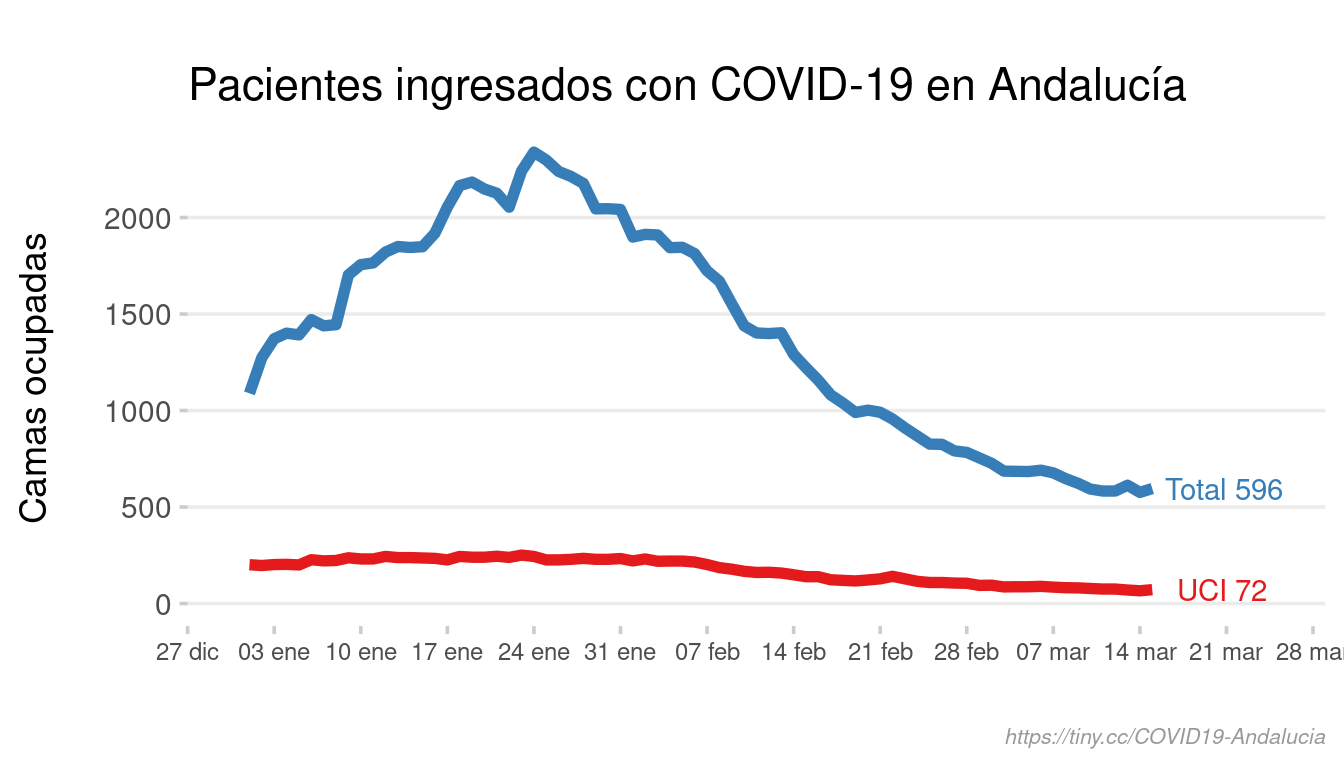 Pacientes ingresados con COVID-19 en Andalucía
Camas ocupadas
2000
1500
1000
500
0
Total 596
UCI 72
27 dic 03 ene 10 ene 17 ene 24 ene 31 ene 07 feb 14 feb 21 feb 28 feb 07 mar 14 mar 21 mar 28 mar
https://tiny.cc/COVID19-Andalucia